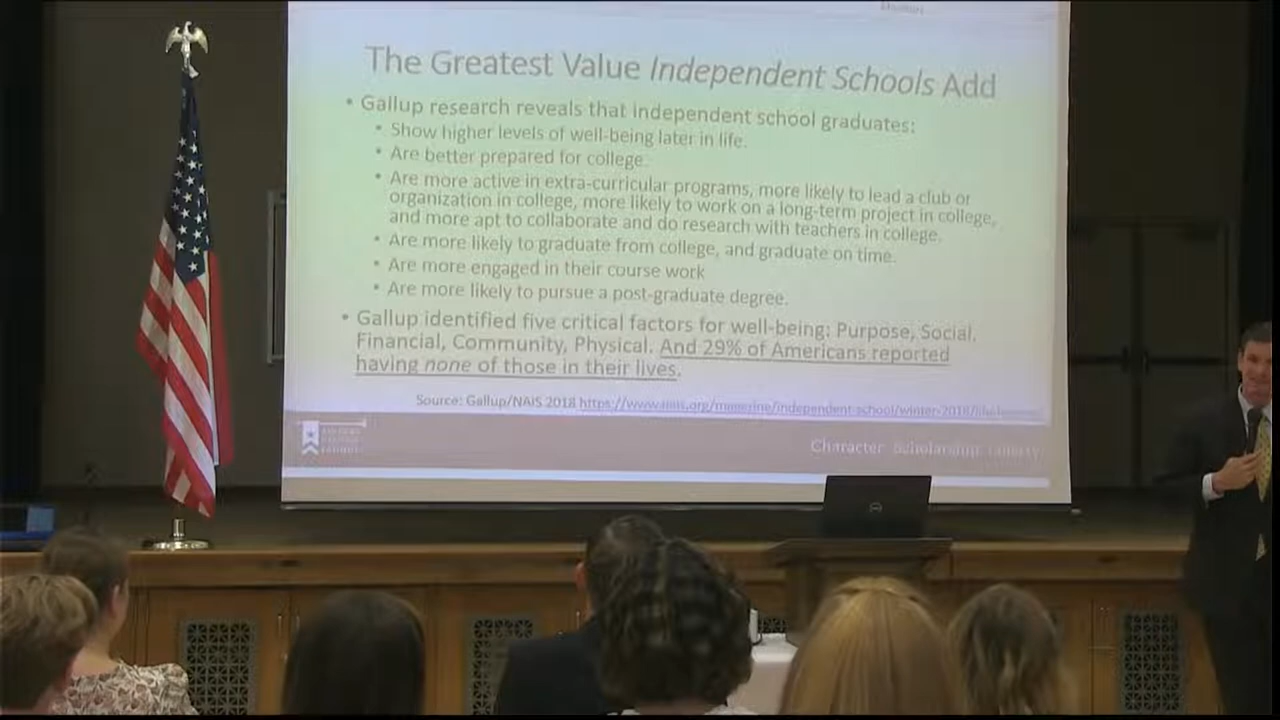 The Greatest Value Independent Schools Add
• Gallup research reveals that independent school graduates:
• Show higher levels of well-being later in life.
• Are better prepared for college.
• Are more active in extra-curricular programs, more likely to lead a club or
organization in college, more likely to work on a long-term project in college,
and more apt to collaborate and do research with teachers in college.
• Are more likely to graduate from college, and graduate on time.
• Are more engaged in their course work
• Are more likely to pursue a post-graduate degree.
• Gallup identified five critical factors for well-being: Purpose, Social,
Financial, Community, Physical. And 29% of Americans reported
having none of those in their lives.
Source: Gallup/NAIS 2018 https://www.nais.org/magazine/independent-school/winter-2018/
Character Scholarship